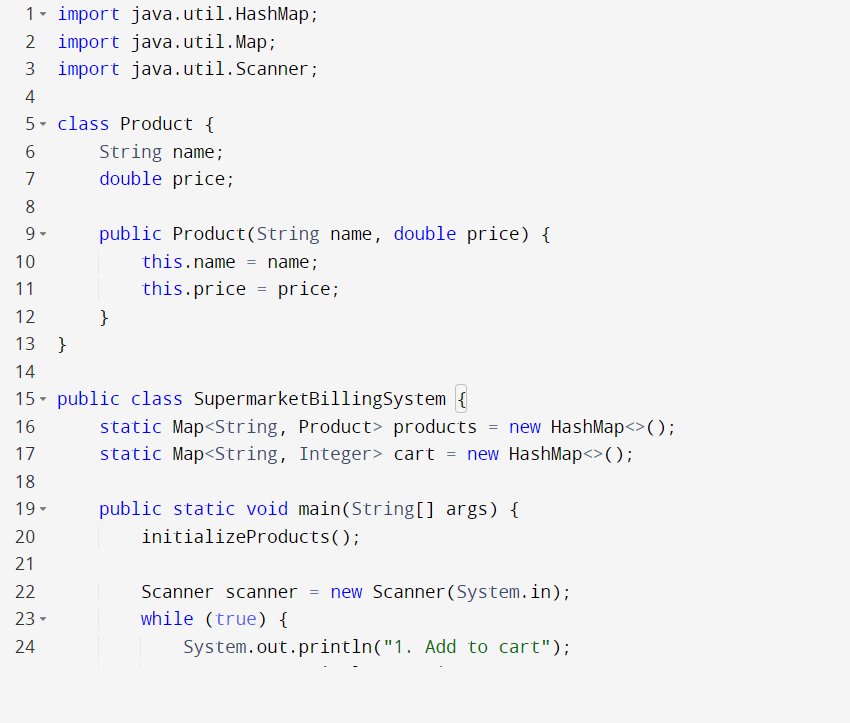 1 import java.util.HashMap;
2 import java.util.Map;
3 import java.util.Scanner;
4
5 class Product {
6     String name;
7     double price;
8
9     public Product(String name, double price) {
10         this.name = name;
11         this.price = price;
12     }
13 }
14
15 public class SupermarketBillingSystem {
16     static Map<String, Product> products = new HashMap<>();
17     static Map<String, Integer> cart = new HashMap<>();
18
19     public static void main(String[] args) {
20         initializeProducts();
21
22         Scanner scanner = new Scanner(System.in);
23         while (true) {
24             System.out.println("1. Add to cart");